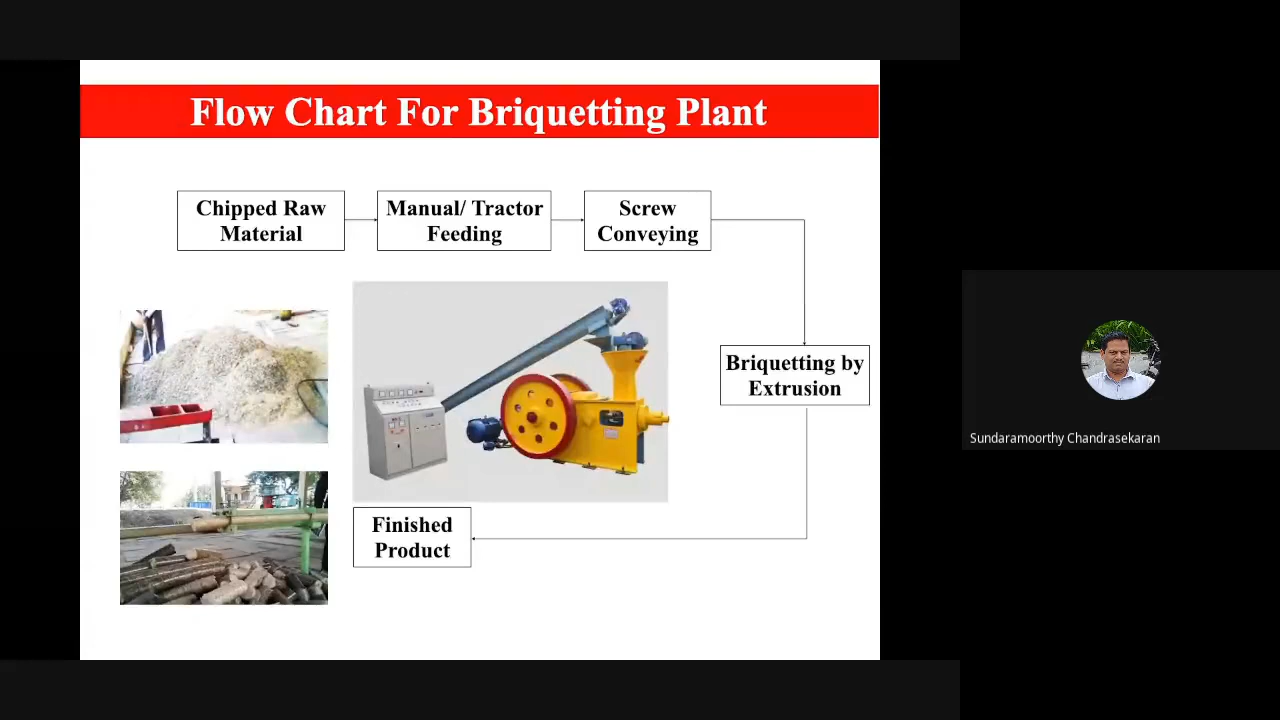 Flow Chart For Briquetting Plant
Chipped Raw
Material
Manual/ Tractor
Feeding
Screw
Conveying
Briquetting by
Extrusion
Finished
Product
Sundaramoorthy Chandrasekaran